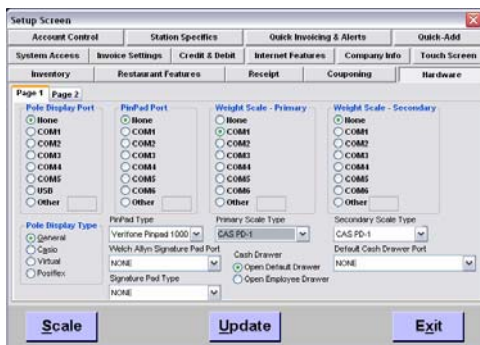 Setup Screen
Account Control Station Specifics Quick Invoicing & Alerts Quick-Add
System Access Invoice Settings Credit & Debit Internet Features Company Info Touch Screen
Inventory Restaurant Features Receipt Couponing Hardware
Page 1 Page 2
Pole Display Port PinPad Port Weight Scale - Primary Weight Scale - Secondary
None None None None
COM1 COM1 COM1 COM1
COM2 COM2 COM2 COM2
COM3 COM3 COM3 COM3
COM4 COM4 COM4 COM4
COM5 COM5 COM5 COM5
USB COM6 COM6 COM6
Other Other Other Other
Pole Display Type PinPad Type Primary Scale Type Secondary Scale Type
General Verifone Pinpad 1000 CAS PD-1 CAS PD-1
Casio Welch Allyn Signature Pad Port Cash Drawer Default Cash Drawer Port
Virtual NONE Open Default Drawer NONE
Posiflex Signature Pad Type Open Employee Drawer
NONE
Scale Update Exit